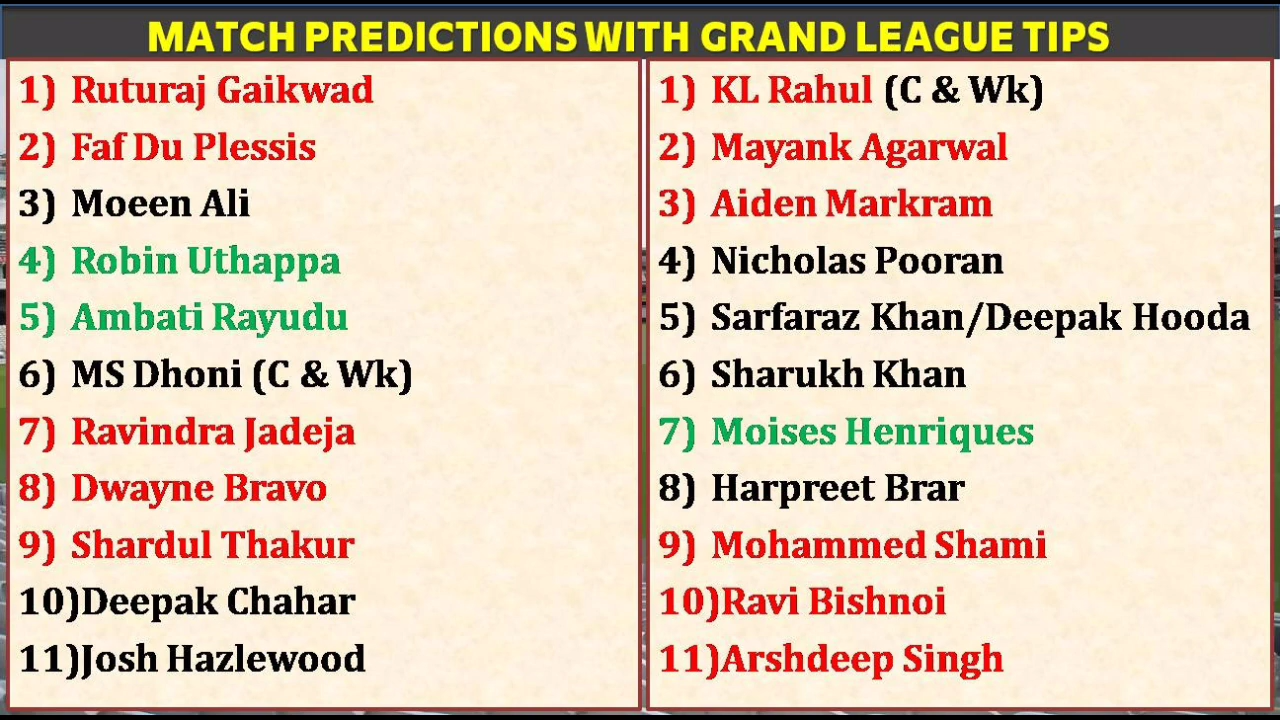 MATCH PREDICTIONS WITH GRAND LEAGUE TIPS
1) Ruturaj Gaikwad
2) Faf Du Plessis
3) Moeen Ali
4) Robin Uthappa
5) Ambati Rayudu
6) MS Dhoni (C & Wk)
7) Ravindra Jadeja
8) Dwayne Bravo
9) Shardul Thakur
10)Deepak Chahar
11)Josh Hazlewood
1) KL Rahul (C & Wk)
2) Mayank Agarwal
3) Aiden Markram
4) Nicholas Pooran
5) Sarfaraz Khan/Deepak Hooda
6) Sharukh Khan
7) Moises Henriques
8) Harpreet Brar
9) Mohammed Shami
10)Ravi Bishnoi
11)Arshdeep Singh